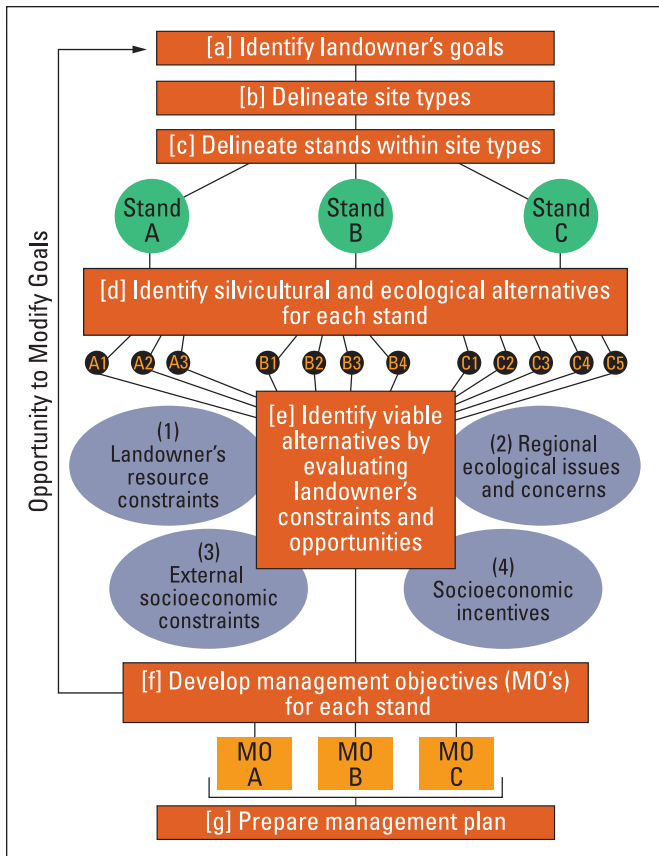 [a] Identify landowner's goals
[b] Delineate site types
[c] Delineate stands within site types
Stand
A
Stand
B
Stand
C
[d] Identify silvicultural and ecological alternatives
for each stand
A1
A2
A3
B1
B2
B3
B4
C1
C2
C3
C4
C5
[e] Identify viable
alternatives by
evaluating
landowner's
constraints and
opportunities
(1)
Landowner's
resource
constraints
(2) Regional
ecological issues
and concerns
(3)
External
socioeconomic
constraints
(4)
Socioeconomic
incentives
[f] Develop management objectives (MO's)
for each stand
MO
A
MO
B
MO
C
[g] Prepare management plan
Opportunity to Modify Goals